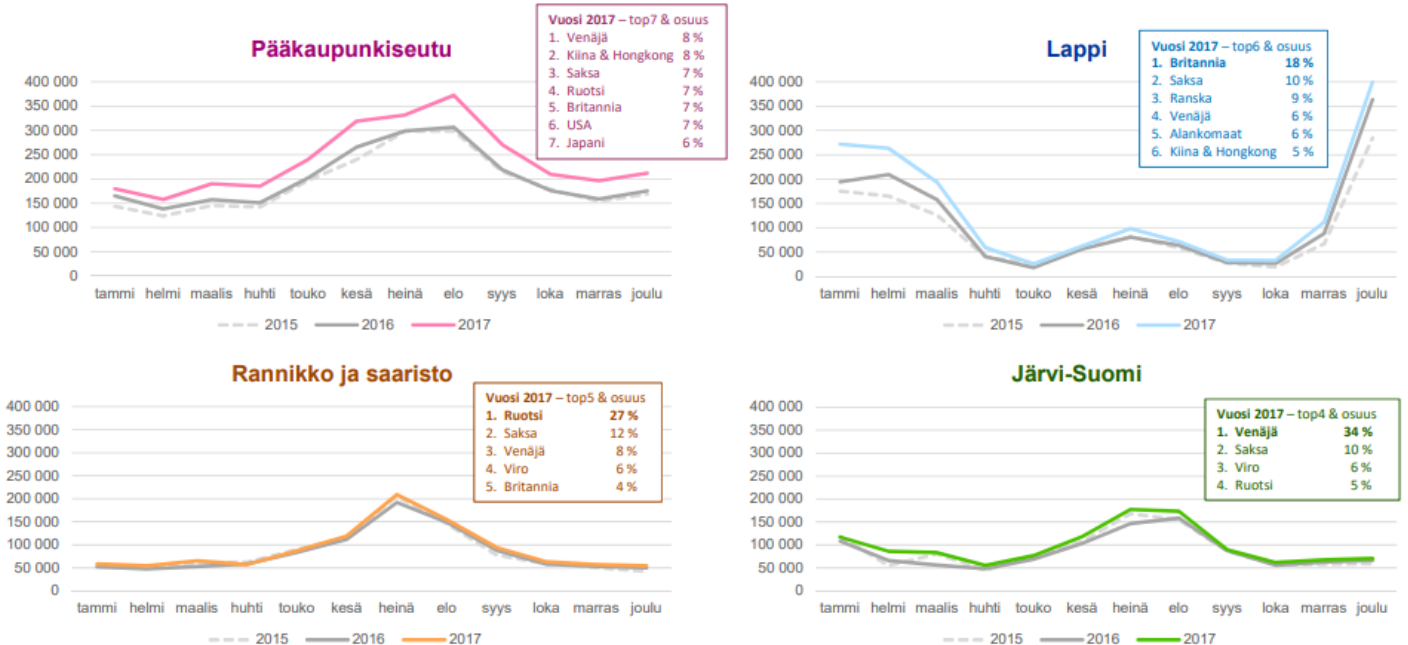 Pääkaupunkiseutu
Vuosi 2017 – top7 & osuus
1. Venäjä 8 %
2. Kiina & Hongkong 8 %
3. Saksa 7 %
4. Ruotsi 7 %
5. Britannia 7 %
6. USA 7 %
7. Japani 6 %
400 000
350 000
300 000
250 000
200 000
150 000
100 000
50 000
0
tammi helmi maalis huhti touko kesä heinä elo syys loka marras joulu
2015 2016 2017
Lappi
Vuosi 2017 – top6 & osuus
1. Britannia 18 %
2. Saksa 10 %
3. Ranska 9 %
4. Venäjä 6 %
5. Alankomaat 6 %
6. Kiina & Hongkong 5 %
400 000
350 000
300 000
250 000
200 000
150 000
100 000
50 000
0
tammi helmi maalis huhti touko kesä heinä elo syys loka marras joulu
2015 2016 2017
Rannikko ja saaristo
Vuosi 2017 – top5 & osuus
1. Ruotsi 27 %
2. Saksa 12 %
3. Venäjä 8 %
4. Viro 6 %
5. Britannia 4 %
400 000
350 000
300 000
250 000
200 000
150 000
100 000
50 000
0
tammi helmi maalis huhti touko kesä heinä elo syys loka marras joulu
2015 2016 2017
Järvi-Suomi
Vuosi 2017 – top4 & osuus
1. Venäjä 34 %
2. Saksa 10 %
3. Viro 6 %
4. Ruotsi 5 %
400 000
350 000
300 000
250 000
200 000
150 000
100 000
50 000
0
tammi helmi maalis huhti touko kesä heinä elo syys loka marras joulu
2015 2016 2017